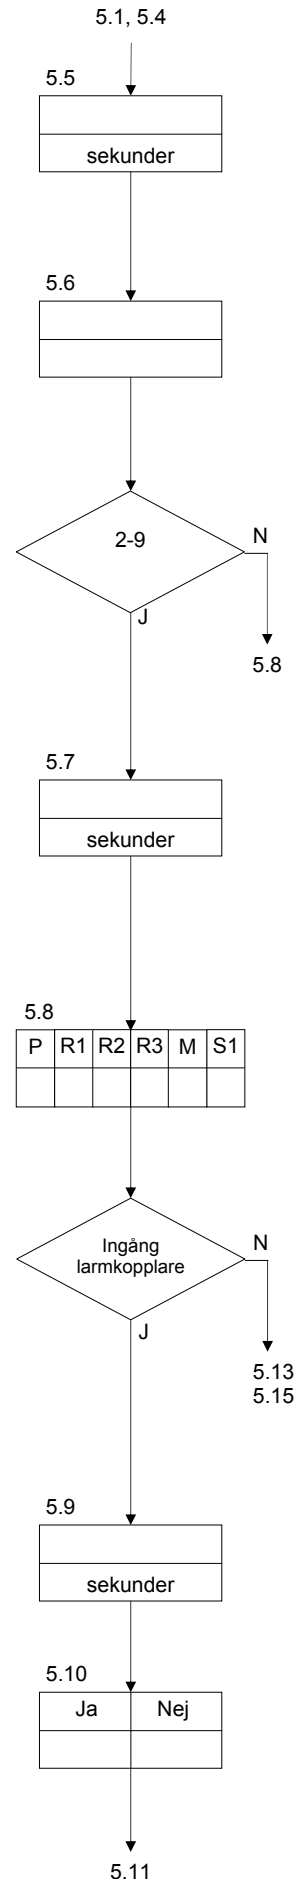 5.1, 5.4
5.5
sekunder
5.6
2-9
N
J
5.8
5.7
sekunder
5.8
P R1 R2 R3 M S1
Ingång
larmkopplare
N
J
5.13
5.15
5.9
sekunder
5.10
Ja Nej
5.11